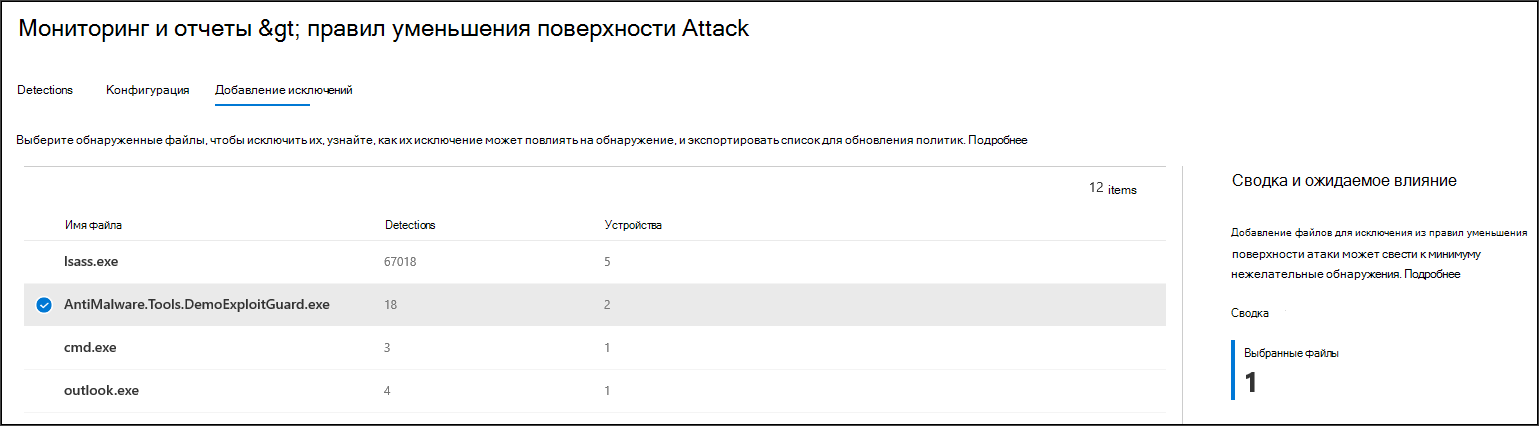 Мониторинг и отчеты &gt; правил уменьшения поверхности Attack
Detections Конфигурация Добавление исключений
Выберите обнаруженные файлы, чтобы исключить их, узнайте, как их исключение может повлиять на обнаружение, и экспортировать список для обновления политик. Подробнее
12 items
Имя файла Detections Устройства
lsass.exe 67018 5
AntiMalware.Tools.DemoExploitGuard.exe 18 2
cmd.exe 3 1
outlook.exe 4 1
Сводка и ожидаемое влияние
Добавление файлов для исключения из правил уменьшения
поверхности атаки может свести к минимуму
нежелательные обнаружения. Подробнее
Сводка
Выбранные файлы
1